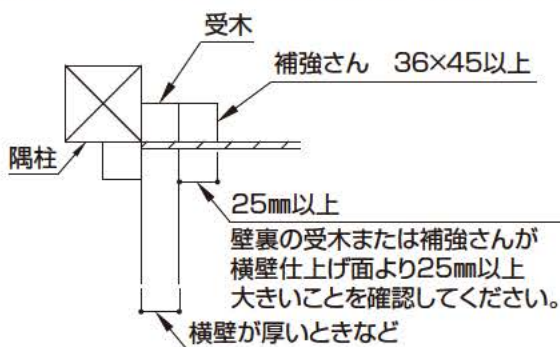 受木
補強さん 36×45以上
隅柱
25㎜以上
壁裏の受木または補強さんが
横壁仕上げ面より25㎜以上
大きいことを確認してください。
横壁が厚いときなど